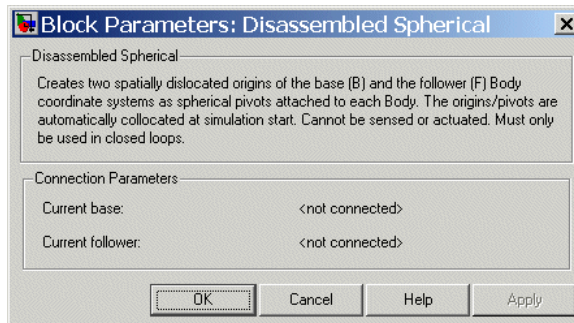 Block Parameters: Disassembled Spherical
Disassembled Spherical
Creates two spatially dislocated origins of the base (B) and the follower (F) Body
coordinate systems as spherical pivots attached to each Body. The origins/pivots are
automatically collocated at simulation start. Cannot be sensed or actuated. Must only
be used in closed loops.
Connection Parameters
Current base: <not connected>
Current follower: <not connected>
OK Cancel Help Apply